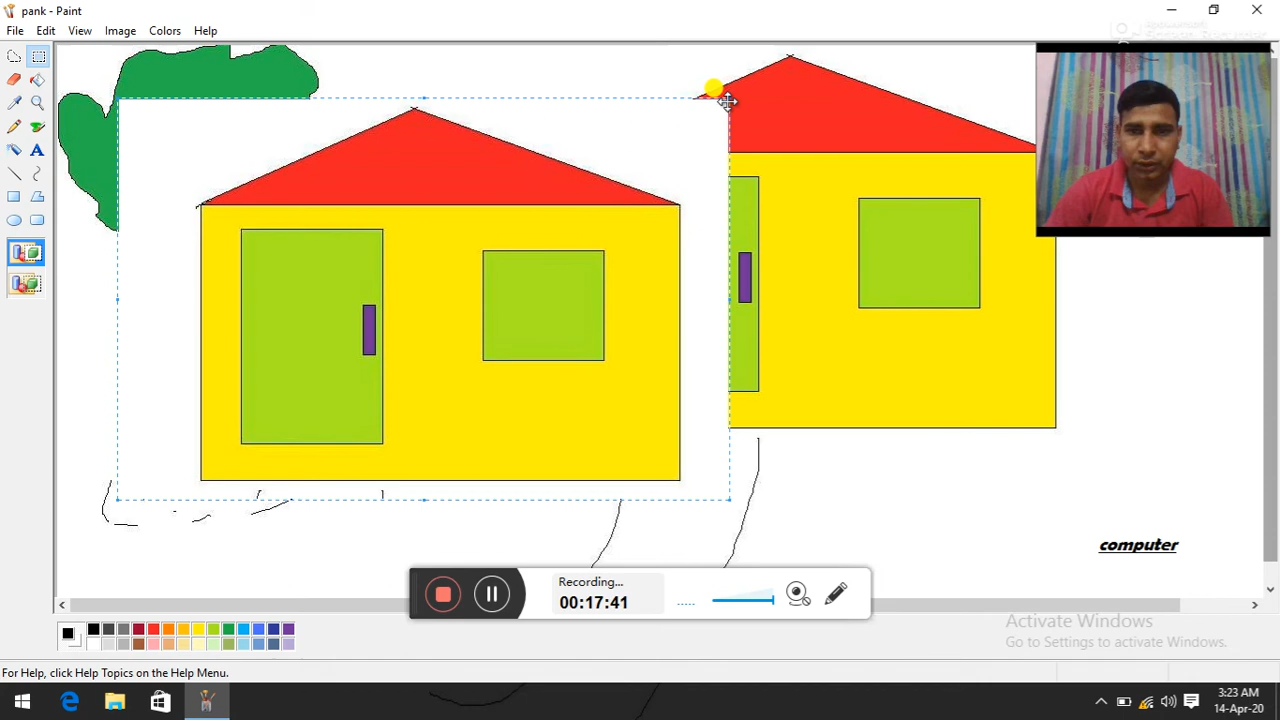 pank - Paint
File Edit View Image Colors Help
computer
Recording...
00:17:41
Activate Windows
Go to Settings to activate Windows.
For Help, click Help Topics on the Help Menu.
3:23 AM
14-Apr-20